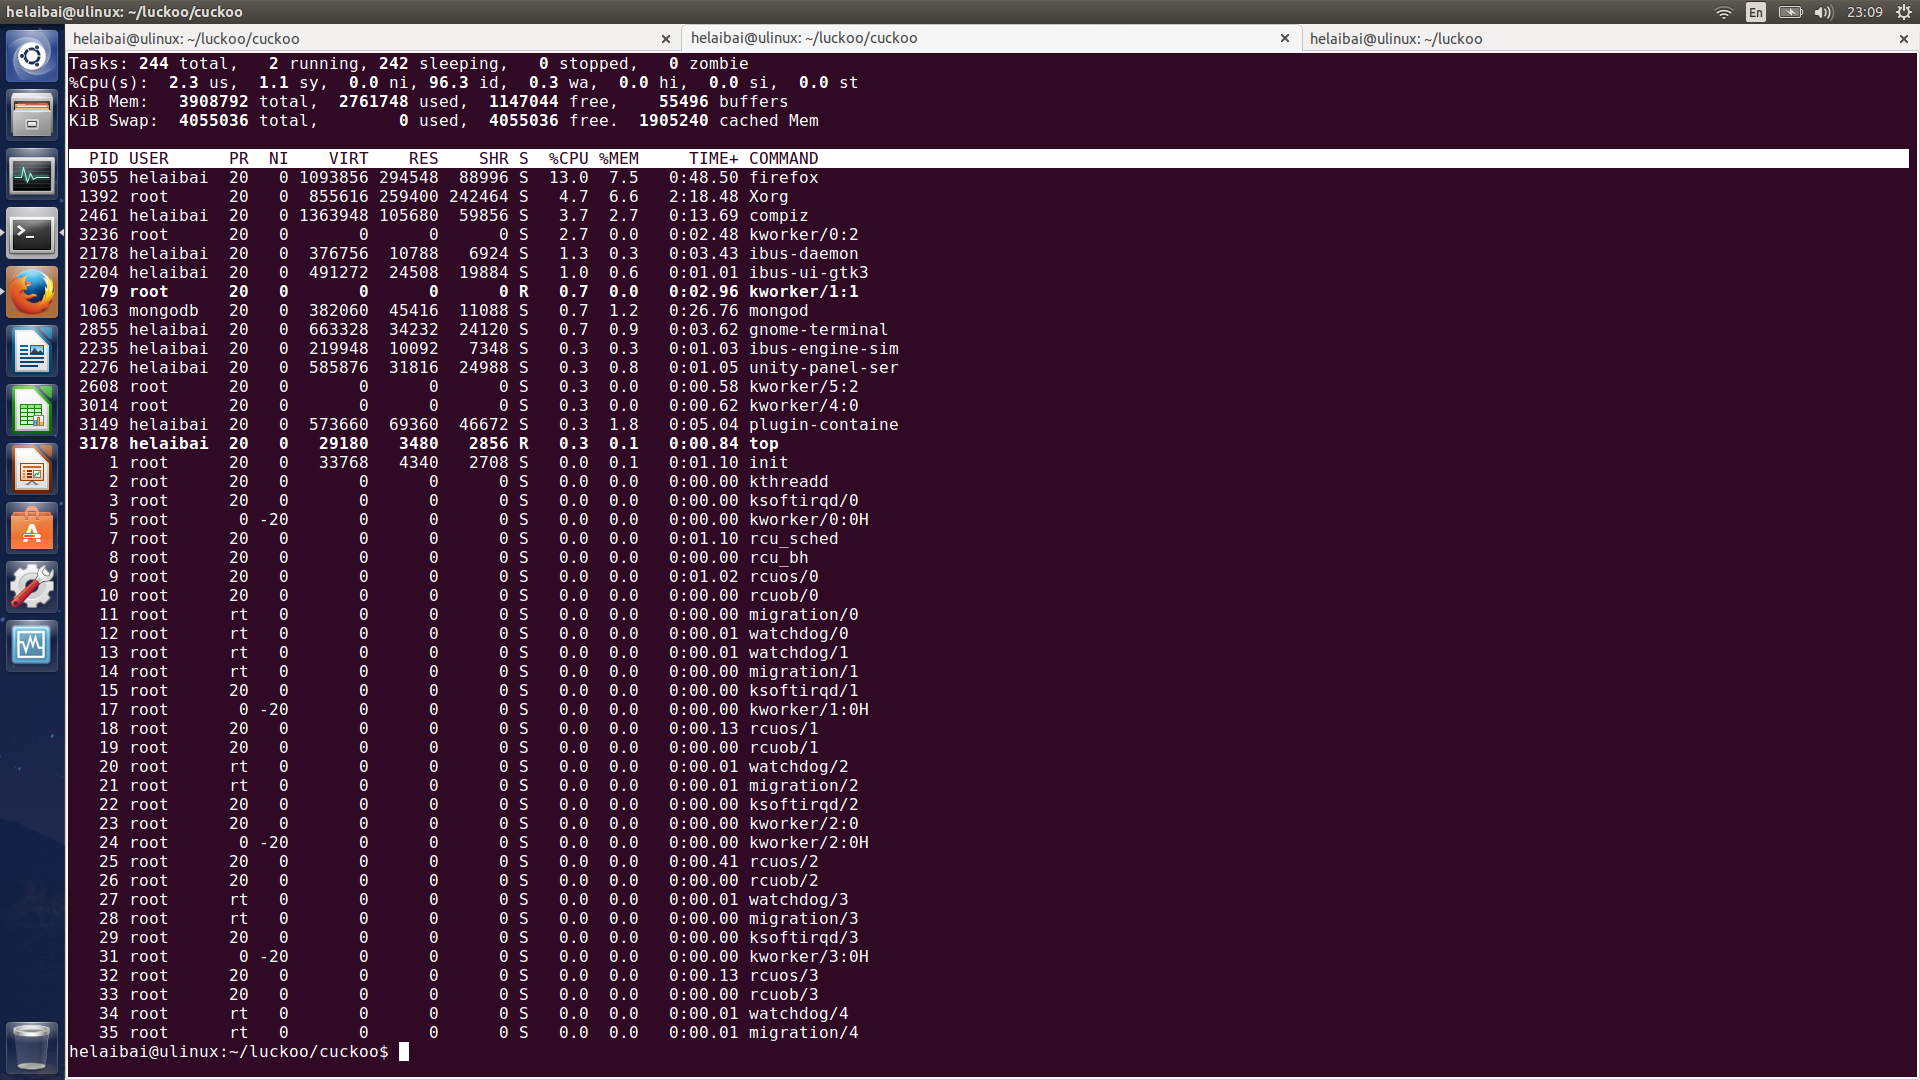 helaibai@ulinux: ~/luckoo/cuckoo
En 23:09
helaibai@ulinux: ~/luckoo/cuckoo × helaibai@ulinux: ~/luckoo/cuckoo × helaibai@ulinux: ~/luckoo ×
Tasks: 244 total,   2 running, 242 sleeping,   0 stopped,   0 zombie
%Cpu(s):  2.3 us,  1.1 sy,  0.0 ni, 96.3 id,  0.3 wa,  0.0 hi,  0.0 si,  0.0 st
KiB Mem:   3908792 total,  2761748 used,  1147044 free,    55496 buffers
KiB Swap:  4055036 total,        0 used,  4055036 free.  1905240 cached Mem
  PID USER      PR  NI    VIRT    RES    SHR S  %CPU %MEM     TIME+ COMMAND
 3055 helaibai  20   0 1093856 294548  88996 S  13.0  7.5   0:48.50 firefox
 1392 root      20   0  855616 259400 242464 S   4.7  6.6   2:18.48 Xorg
 2461 helaibai  20   0 1363948 105680  59856 S   3.7  2.7   0:13.69 compiz
 3236 root      20   0       0      0      0 S   2.7  0.0   0:02.48 kworker/0:2
 2178 helaibai  20   0  376756  10788   6924 S   1.3  0.3   0:03.43 ibus-daemon
 2204 helaibai  20   0  491272  24508  19884 S   1.0  0.6   0:01.01 ibus-ui-gtk3
   79 root      20   0       0      0      0 R   0.7  0.0   0:02.96 kworker/1:1
 1063 mongodb   20   0  382060  45416  11088 S   0.7  1.2   0:26.76 mongod
 2855 helaibai  20   0  663328  34232  24120 S   0.7  0.9   0:03.62 gnome-terminal
 2235 helaibai  20   0  219948  10092   7348 S   0.3  0.3   0:01.03 ibus-engine-sim
 2276 helaibai  20   0  585876  31816  24988 S   0.3  0.8   0:01.05 unity-panel-ser
 2608 root      20   0       0      0      0 S   0.3  0.0   0:00.58 kworker/5:2
 3014 root      20   0       0      0      0 S   0.3  0.0   0:00.62 kworker/4:0
 3149 helaibai  20   0  573660  69360  46672 S   0.3  1.8   0:05.04 plugin-containe
 3178 helaibai  20   0   29180   3480   2856 R   0.3  0.1   0:00.84 top
    1 root      20   0   33768   4340   2708 S   0.0  0.1   0:01.10 init
    2 root      20   0       0      0      0 S   0.0  0.0   0:00.00 kthreadd
    3 root      20   0       0      0      0 S   0.0  0.0   0:00.00 ksoftirqd/0
    5 root       0 -20       0      0      0 S   0.0  0.0   0:00.00 kworker/0:0H
    7 root      20   0       0      0      0 S   0.0  0.0   0:01.10 rcu_sched
    8 root      20   0       0      0      0 S   0.0  0.0   0:00.00 rcu_bh
    9 root      20   0       0      0      0 S   0.0  0.0   0:01.02 rcuos/0
   10 root      20   0       0      0      0 S   0.0  0.0   0:00.00 rcuob/0
   11 root      rt   0       0      0      0 S   0.0  0.0   0:00.00 migration/0
   12 root      rt   0       0      0      0 S   0.0  0.0   0:00.01 watchdog/0
   13 root      rt   0       0      0      0 S   0.0  0.0   0:00.01 watchdog/1
   14 root      rt   0       0      0      0 S   0.0  0.0   0:00.00 migration/1
   15 root      20   0       0      0      0 S   0.0  0.0   0:00.00 ksoftirqd/1
   17 root       0 -20       0      0      0 S   0.0  0.0   0:00.00 kworker/1:0H
   18 root      20   0       0      0      0 S   0.0  0.0   0:00.13 rcuos/1
   19 root      20   0       0      0      0 S   0.0  0.0   0:00.00 rcuob/1
   20 root      rt   0       0      0      0 S   0.0  0.0   0:00.01 watchdog/2
   21 root      rt   0       0      0      0 S   0.0  0.0   0:00.01 migration/2
   22 root      20   0       0      0      0 S   0.0  0.0   0:00.00 ksoftirqd/2
   23 root      20   0       0      0      0 S   0.0  0.0   0:00.00 kworker/2:0
   24 root       0 -20       0      0      0 S   0.0  0.0   0:00.00 kworker/2:0H
   25 root      20   0       0      0      0 S   0.0  0.0   0:00.41 rcuos/2
   26 root      20   0       0      0      0 S   0.0  0.0   0:00.00 rcuob/2
   27 root      rt   0       0      0      0 S   0.0  0.0   0:00.01 watchdog/3
   28 root      rt   0       0      0      0 S   0.0  0.0   0:00.00 migration/3
   29 root      20   0       0      0      0 S   0.0  0.0   0:00.00 ksoftirqd/3
   31 root       0 -20       0      0      0 S   0.0  0.0   0:00.00 kworker/3:0H
   32 root      20   0       0      0      0 S   0.0  0.0   0:00.13 rcuos/3
   33 root      20   0       0      0      0 S   0.0  0.0   0:00.00 rcuob/3
   34 root      rt   0       0      0      0 S   0.0  0.0   0:00.01 watchdog/4
   35 root      rt   0       0      0      0 S   0.0  0.0   0:00.01 migration/4
helaibai@ulinux:~/luckoo/cuckoo$